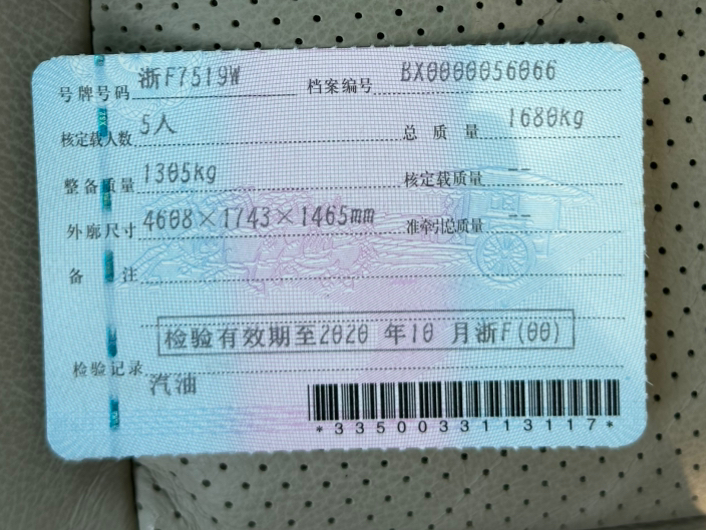 号牌号码 浙F7519W 档案编号 BX0000056066
核定载人数 5人 总质量 1680kg
整备质量 1305kg 核定载质量 --
外廓尺寸 4608×1743×1465mm 准牵引总质量 --
备注
检验有效期至2020 年10 月浙F(00)
检验记录
汽油
*3350033113117*